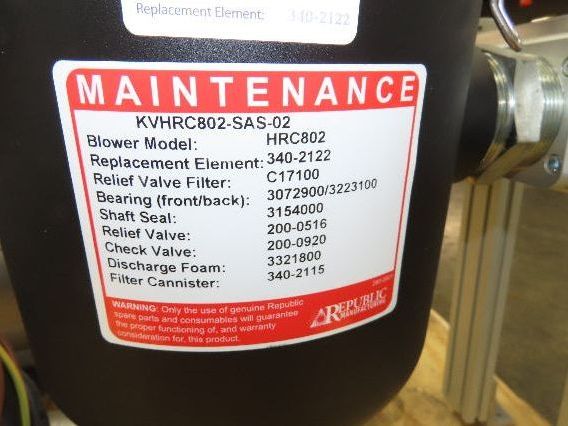 Replacement Element: 340-2122
MAINTENANCE
KVHRC802-SAS-02
Blower Model: HRC802
Replacement Element: 340-2122
Relief Valve Filter: C17100
Bearing (front/back): 3072900/3223100
Shaft Seal: 3154000
Relief Valve: 200-0516
Check Valve: 200-0920
Discharge Foam: 3321800
Filter Cannister: 340-2115
WARNING: Only the use of genuine Republic
spare parts and consumables will guarantee
the proper functioning of, and warranty
consideration for, this product.
REPUBLIC
MANUFACTURING